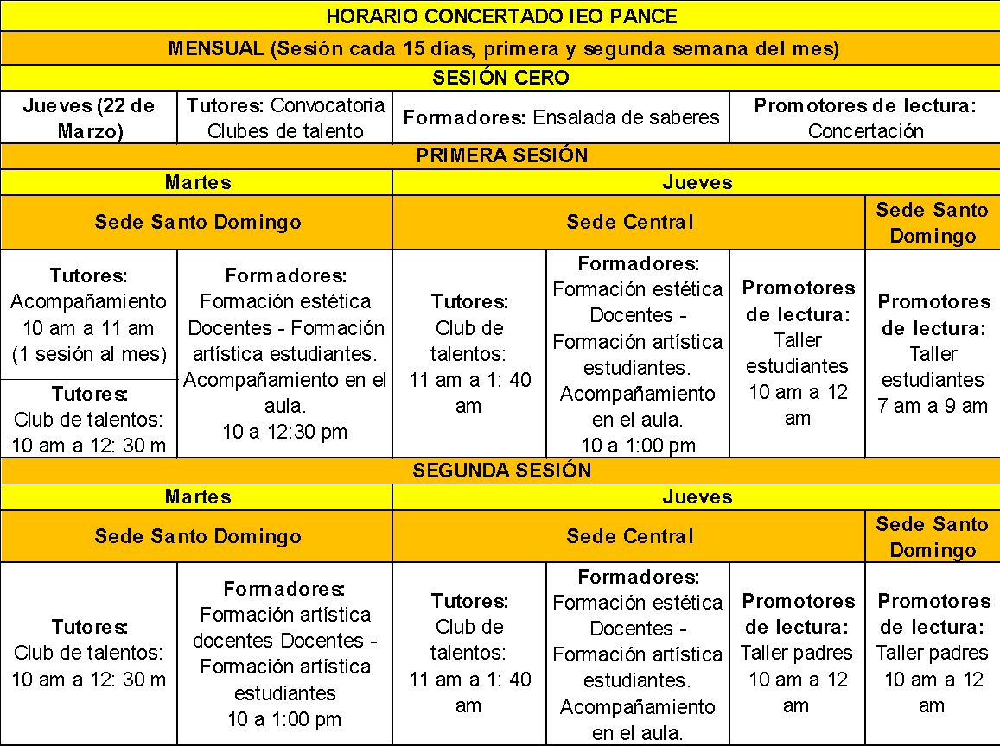 HORARIO CONCERTADO IEO PANCE
MENSUAL (Sesión cada 15 días, primera y segunda semana del mes)
SESIÓN CERO
Jueves (22 de
Marzo)
Tutores: Convocatoria
Clubes de talento
Formadores: Ensalada de saberes
Promotores de lectura:
Concertación
PRIMERA SESIÓN
Martes
Jueves
Sede Santo Domingo
Sede Central
Sede Santo
Domingo
Tutores:
Acompañamiento
10 am a 11 am
(1 sesión al mes)
Tutores:
Club de talentos:
10 am a 12: 30 m
Formadores:
Formación estética
Docentes - Formación
artística estudiantes.
Acompañamiento en el
aula.
10 a 12:30 pm
Tutores:
Club de
talentos:
11 am a 1: 40
am
Formadores:
Formación estética
Docentes -
Formación artística
estudiantes.
Acompañamiento
en el aula.
10 a 1:00 pm
Promotores
de lectura:
Taller
estudiantes
10 am a 12
am
Promotores
de lectura:
Taller
estudiantes
7 am a 9 am
SEGUNDA SESIÓN
Martes
Jueves
Sede Santo Domingo
Sede Central
Sede Santo
Domingo
Tutores:
Club de talentos:
10 am a 12: 30 m
Formadores:
Formación artística
docentes Docentes -
Formación artística
estudiantes
10 a 1:00 pm
Tutores:
Club de
talentos:
11 am a 1: 40
am
Formadores:
Formación estética
Docentes -
Formación artística
estudiantes.
Acompañamiento
en el aula.
Promotores
de lectura:
Taller padres
10 am a 12
am
Promotores
de lectura:
Taller padres
10 am a 12
am